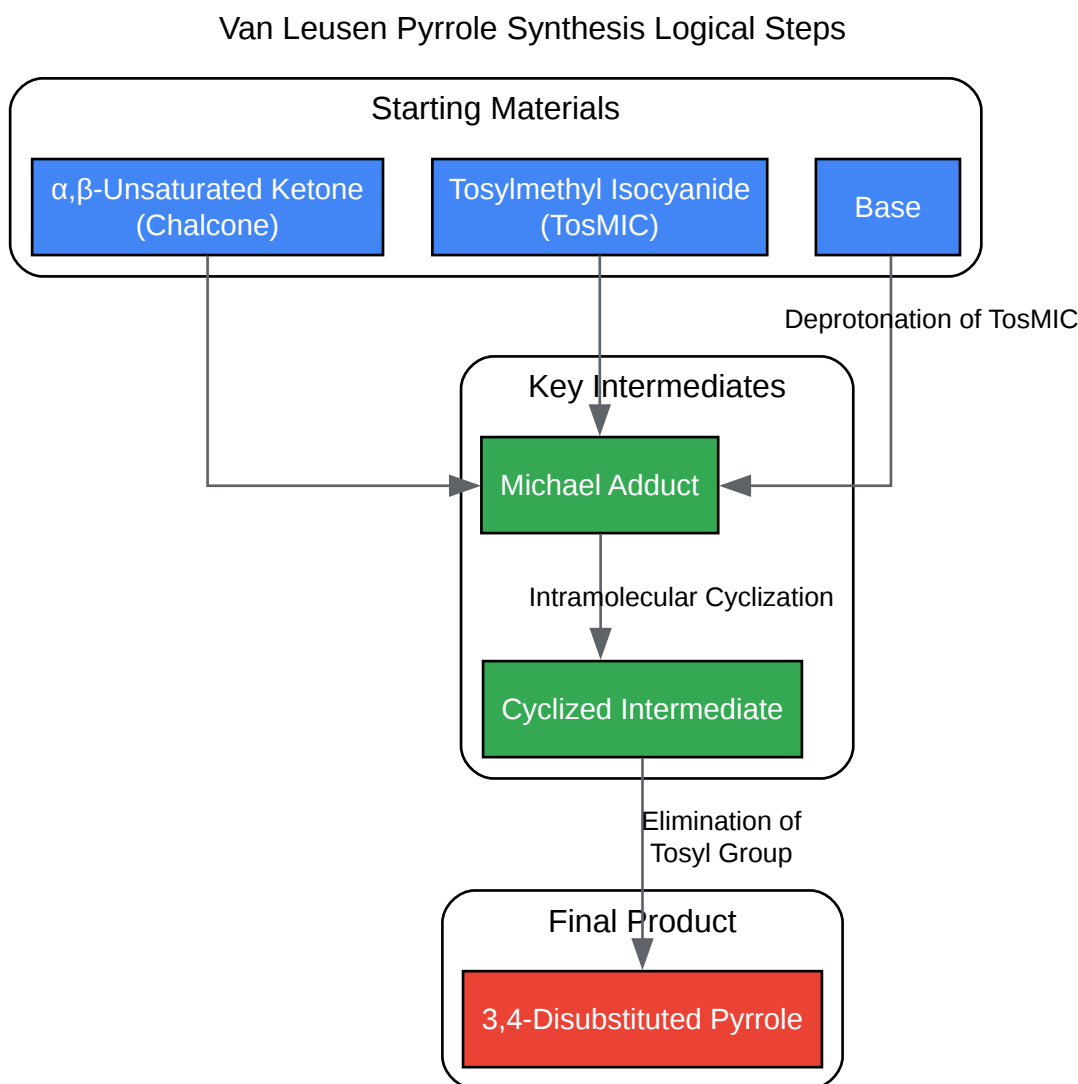 Van Leusen Pyrrole Synthesis Logical Steps
Starting Materials
α,β-Unsaturated Ketone
(Chalcone)
Tosylmethyl Isocyanide
(TosMIC)
Base
Deprotonation of TosMIC
Key Intermediates
Michael Adduct
Intramolecular Cyclization
Cyclized Intermediate
Elimination of
Tosyl Group
Final Product
3,4-Disubstituted Pyrrole